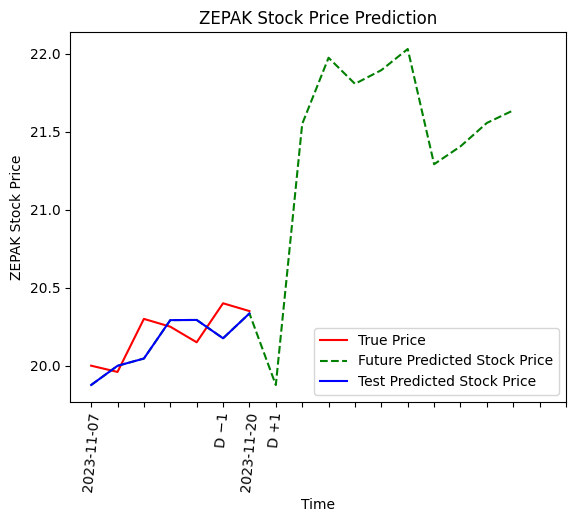 ZEPAK Stock Price Prediction
22.0
21.5
21.0
20.5
20.0
ZEPAK Stock Price
True Price
Future Predicted Stock Price
Test Predicted Stock Price
2023-11-07
D −1
2023-11-20
D +1
Time